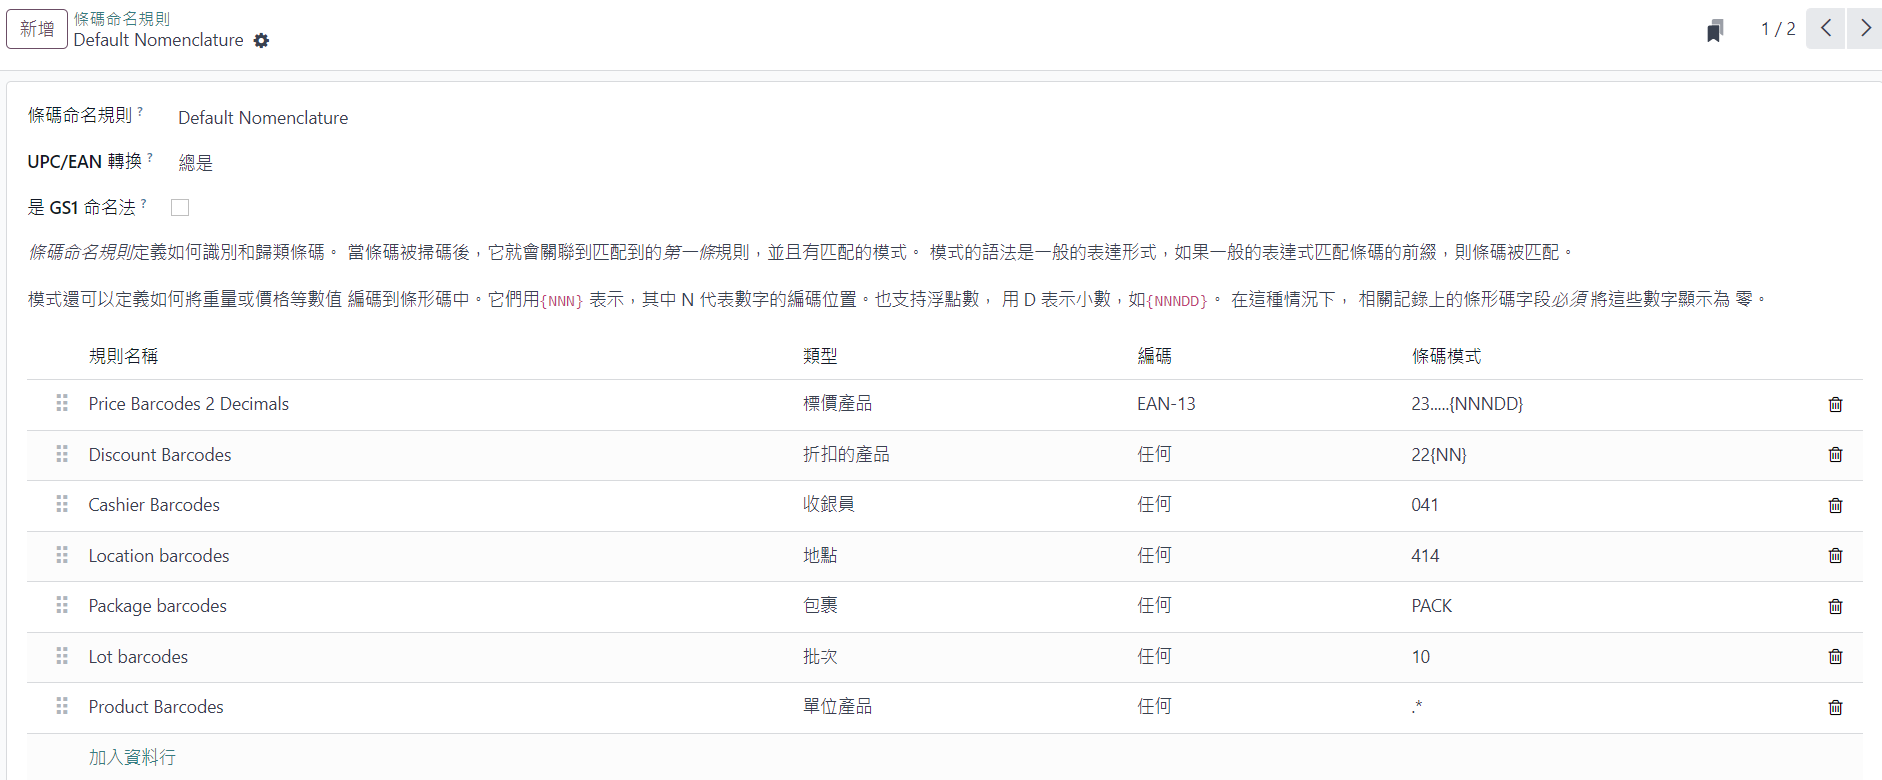 新增
條碼命名規則
Default Nomenclature
1 / 2
條碼命名規則 ?
Default Nomenclature
UPC/EAN 轉換 ?
總是
是 GS1 命名法 ?
條碼命名規則定義如何識別和歸類條碼。 當條碼被掃碼後，它就會關聯到匹配到的第一條規則，並且有匹配的模式。 模式的語法是一般的表達形式，如果一般的表達式匹配條碼的前綴，則條碼被匹配。
模式還可以定義如何將重量或價格等數值 編碼到條形碼中。它們用{NNN} 表示，其中 N 代表數字的編碼位置。也支持浮點數， 用 D 表示小數，如{NNNDD}。 在這種情況下， 相關記錄上的條形碼字段必須 將這些數字顯示為 零。
規則名稱 類型 編碼 條碼模式
Price Barcodes 2 Decimals 標價產品 EAN-13 23.....{NNNDD}
Discount Barcodes 折扣的產品 任何 22{NN}
Cashier Barcodes 收銀員 任何 041
Location barcodes 地點 任何 414
Package barcodes 包裹 任何 PACK
Lot barcodes 批次 任何 10
Product Barcodes 單位產品 任何 .*
加入資料行